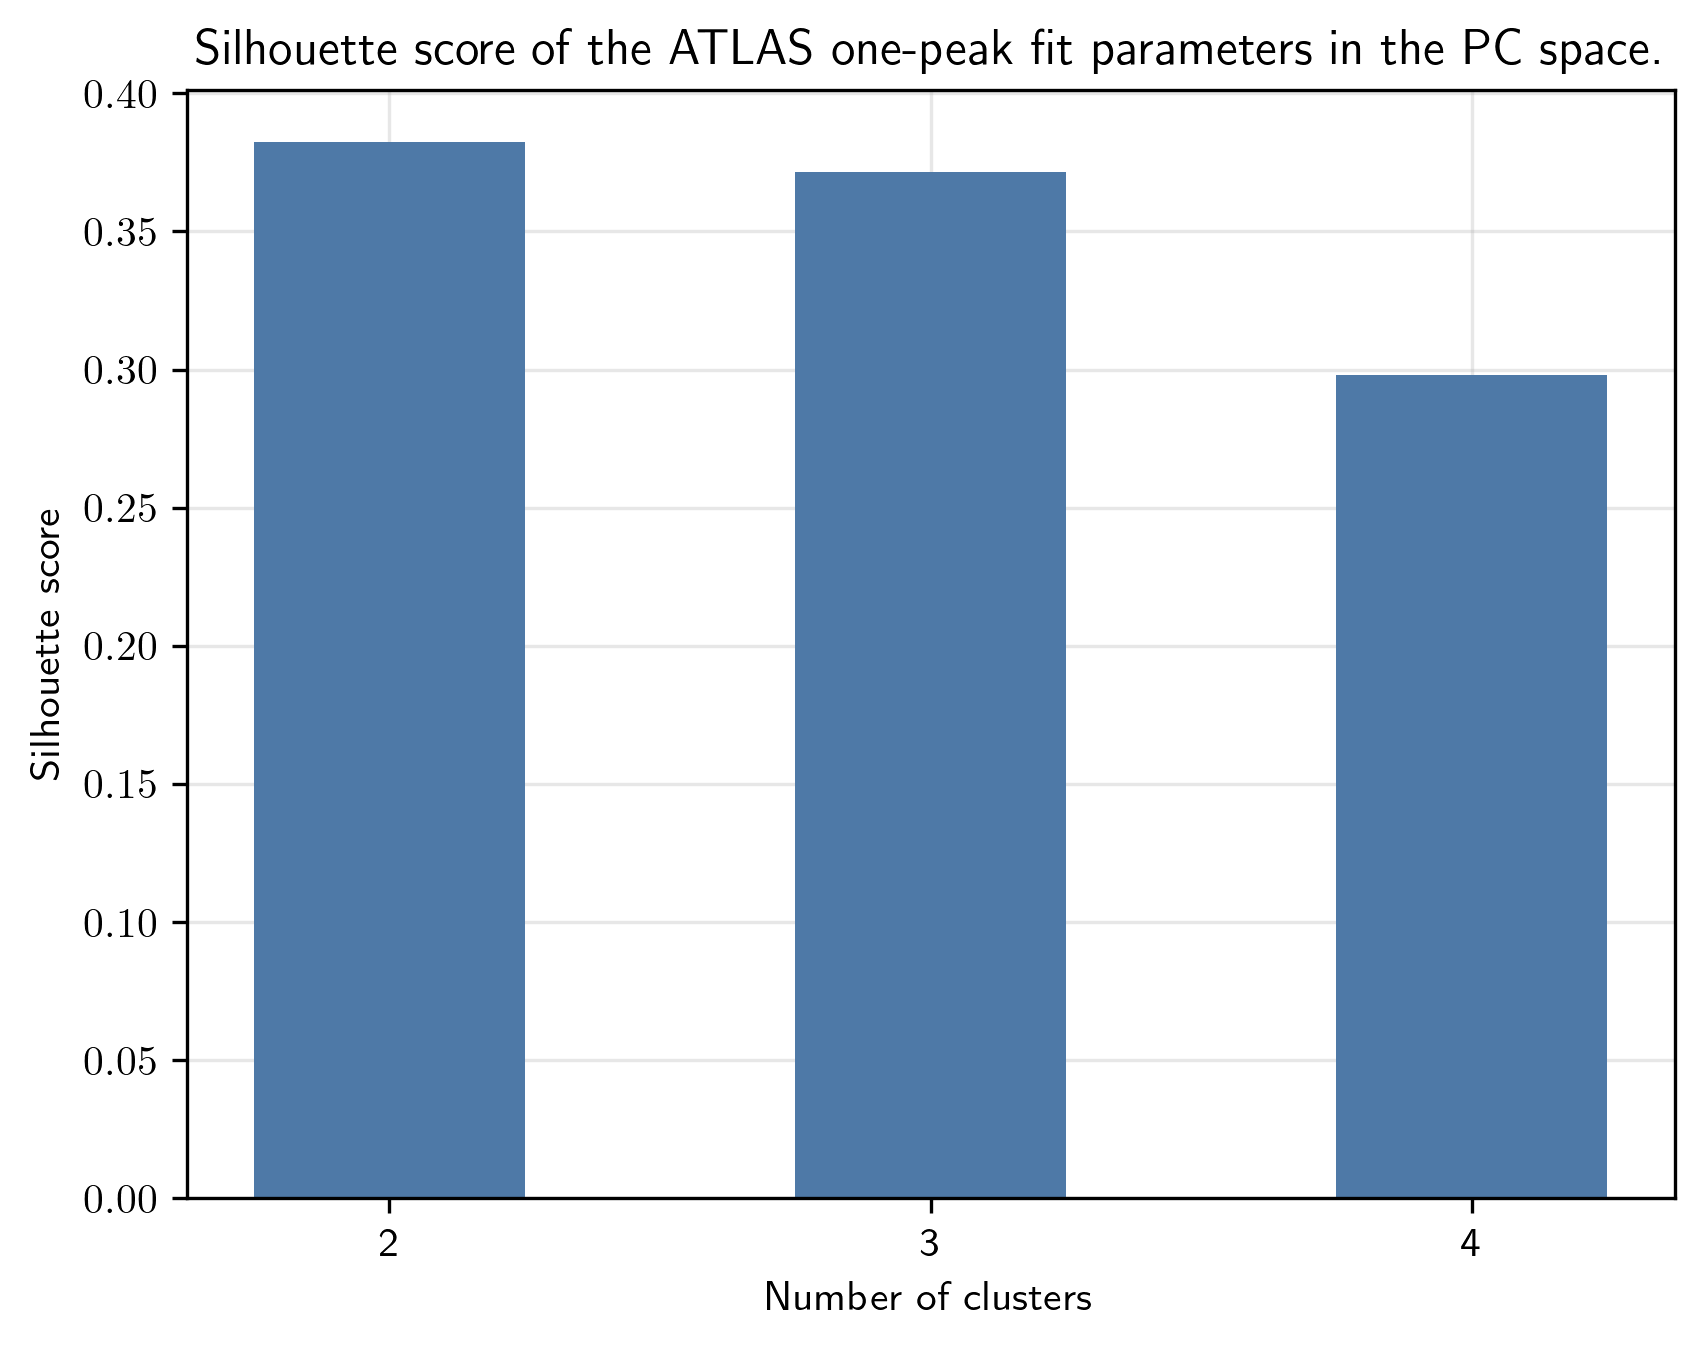 Silhouette score of the ATLAS one-peak fit parameters in the PC space.
0.40
0.35
0.30
0.25
0.20
0.15
0.10
0.05
0.00
Silhouette score
2 3 4
Number of clusters